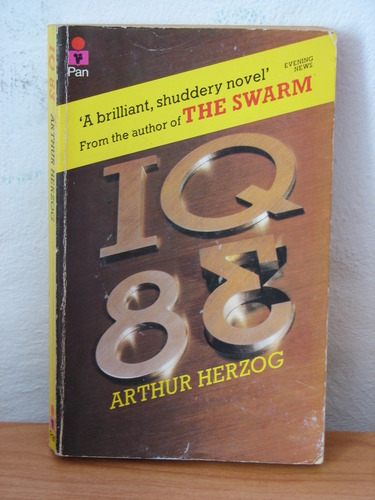 IQ 83 ARTHUR HERZOG
Pan
'A brilliant, shuddery novel'
EVENING
NEWS
From the author of THE SWARM
IQ
83
ARTHUR HERZOG